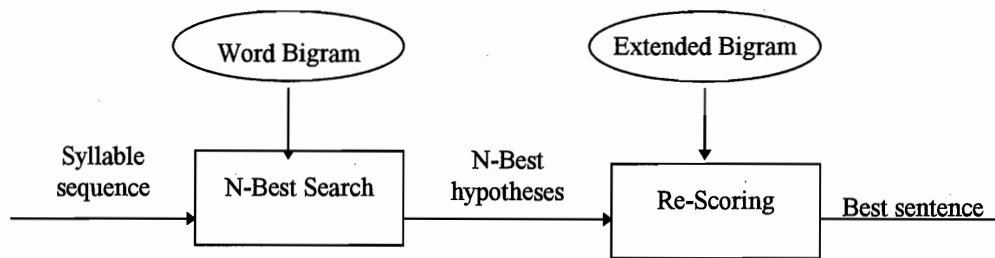 Word Bigram
Extended Bigram
Syllable
sequence
N-Best Search
N-Best
hypotheses
Re-Scoring
Best sentence